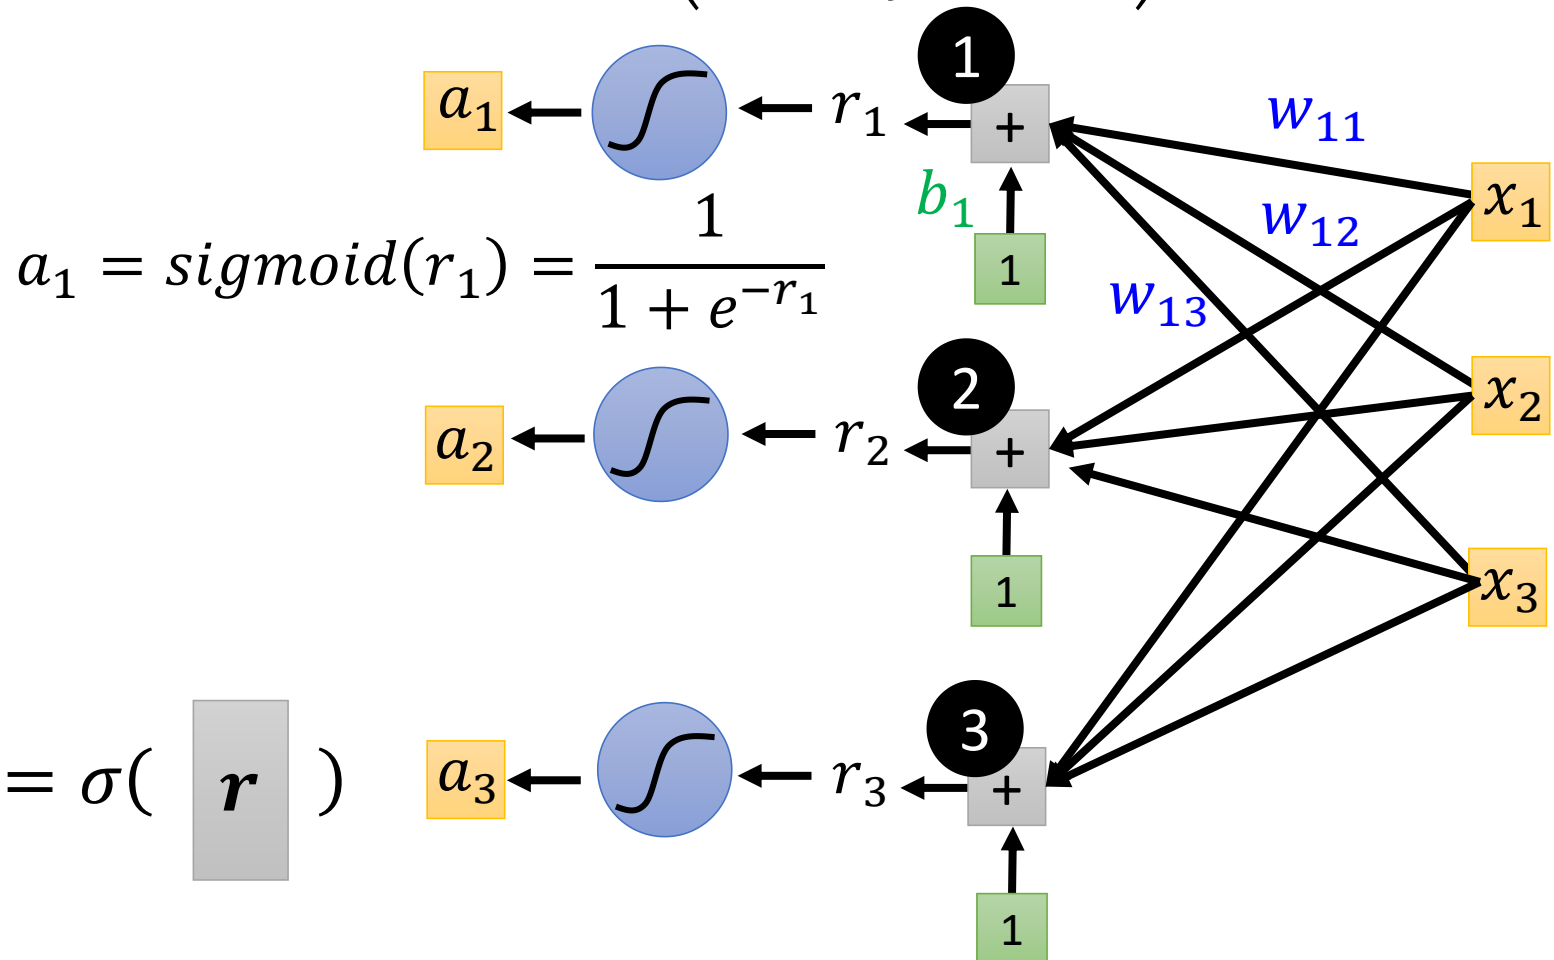 1
a₁ r₁ + w₁₁
x₁
b₁ w₁₂
a₁ = sigmoid(r₁) = 1 / (1 + e^{-r₁})
1
w₁₃
2
x₂
a₂ r₂ +
1
x₃
3
= σ( r ) a₃ r₃ +
1